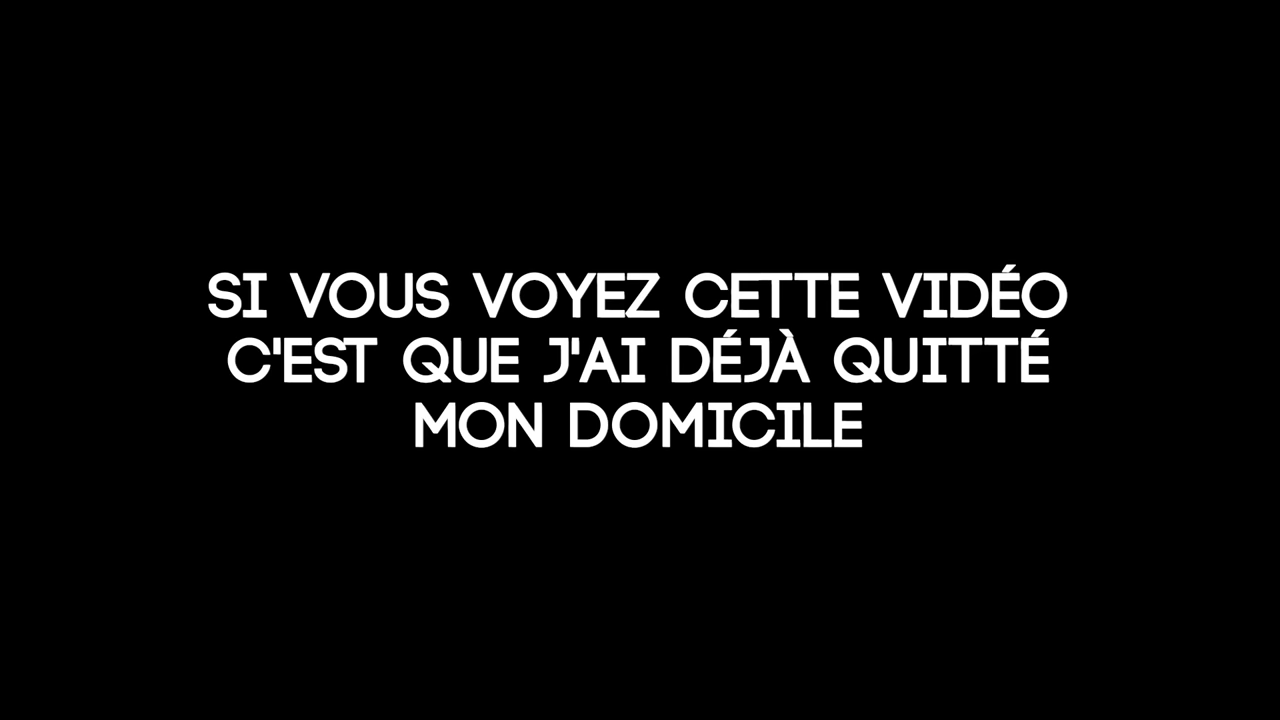 SI VOUS VOYEZ CETTE VIDÉO
C'EST QUE J'AI DÉJÀ QUITTÉ
MON DOMICILE